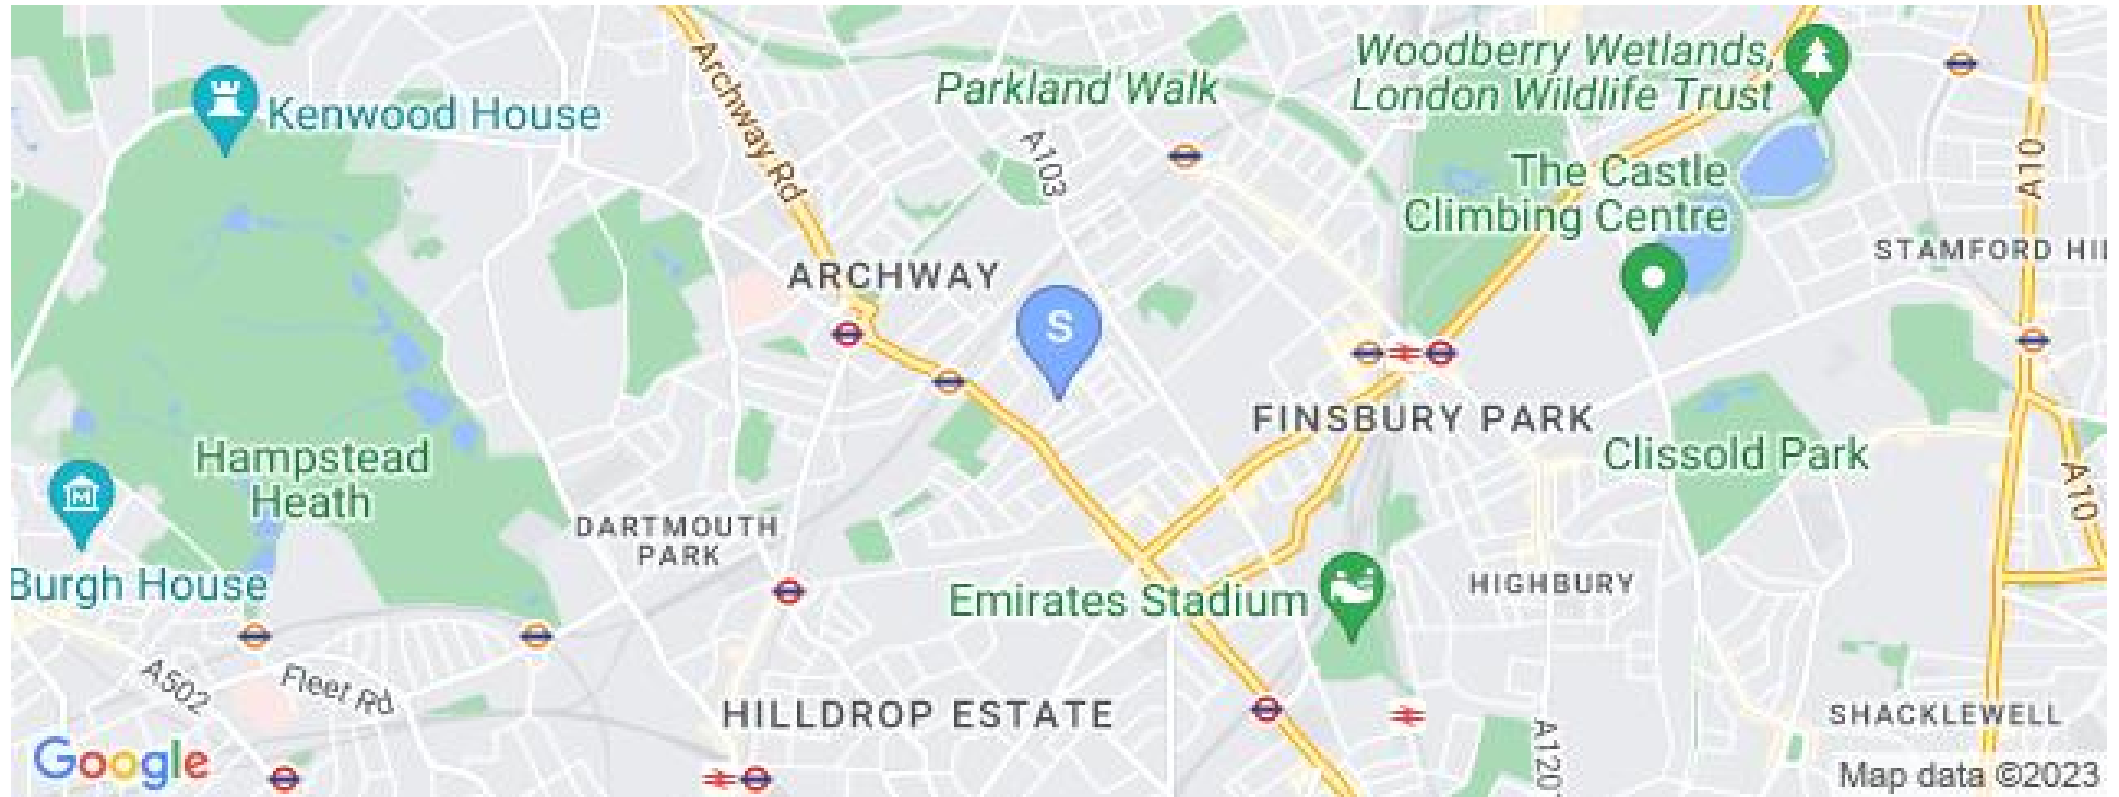 Archway Rd
Woodberry Wetlands,
London Wildlife Trust
Parkland Walk
Kenwood House
A103
A10
The Castle
Climbing Centre
STAMFORD HIL
ARCHWAY
S
FINSBURY PARK
Clissold Park
Hampstead
Heath
A10
M
DARTMOUTH
PARK
Burgh House
Emirates Stadium
HIGHBURY
A502
Fleet Rd
HILLDROP ESTATE
SHACKLEWELL
A120
Google
Map data ©2023